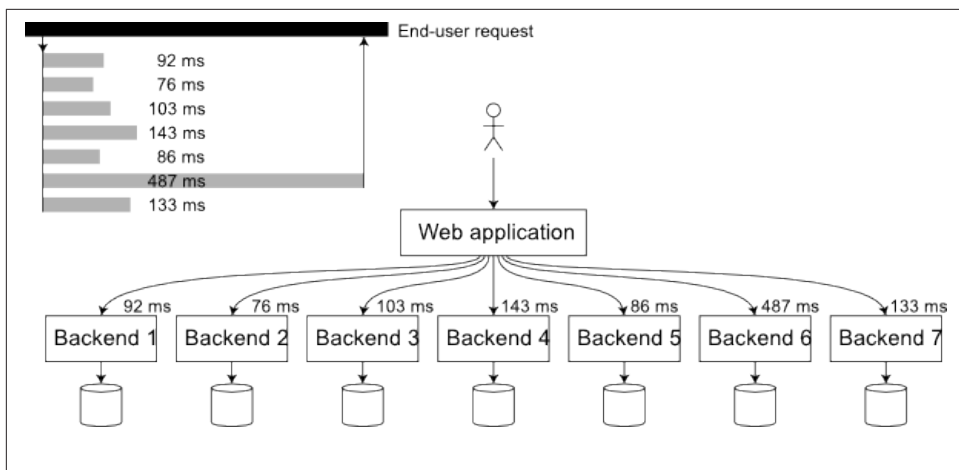 End-user request
92 ms
76 ms
103 ms
143 ms
86 ms
487 ms
133 ms
Web application
92 ms 76 ms 103 ms 143 ms 86 ms 487 ms 133 ms
Backend 1 Backend 2 Backend 3 Backend 4 Backend 5 Backend 6 Backend 7